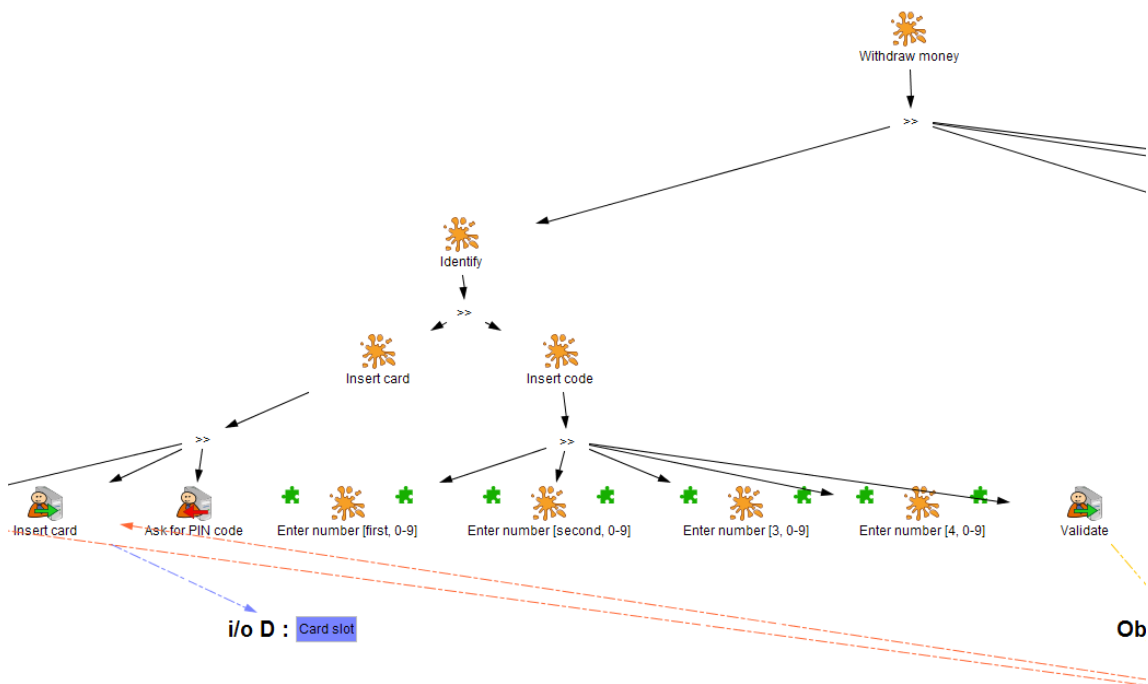 Withdraw money
>>
Identify
>>
Insert card
Insert code
>>
>>
Insert card
Ask for PIN code
Enter number [first, 0-9]
Enter number [second, 0-9]
Enter number [3, 0-9]
Enter number [4, 0-9]
Validate
i/o D : Card slot
Ob